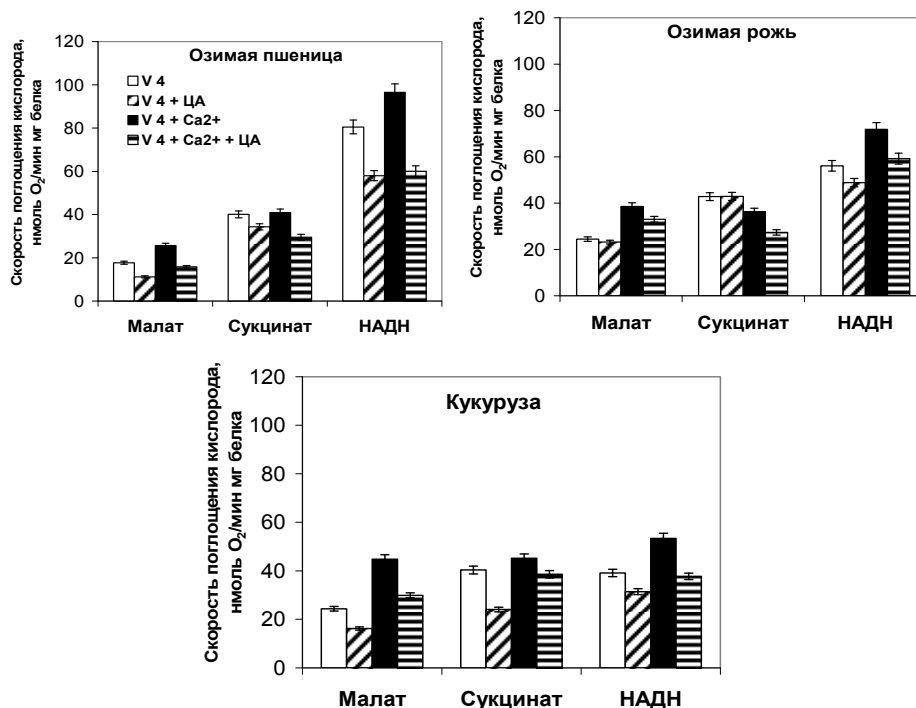 Озимая пшеница
Скорость поглощения кислорода,
нмоль O₂/мин мг белка
120
100
80
60
40
20
0
V 4
V 4 + ЦА
V 4 + Ca2+
V 4 + Ca2+ + ЦА
Малат Сукцинат НАДН
Озимая рожь
Скорость поглощения кислорода,
нмоль O₂/мин мг белка
120
100
80
60
40
20
0
Малат Сукцинат НАДН
Кукуруза
Скорость поглощения кислорода,
нмоль O₂/мин мг белка
120
100
80
60
40
20
0
Малат Сукцинат НАДН